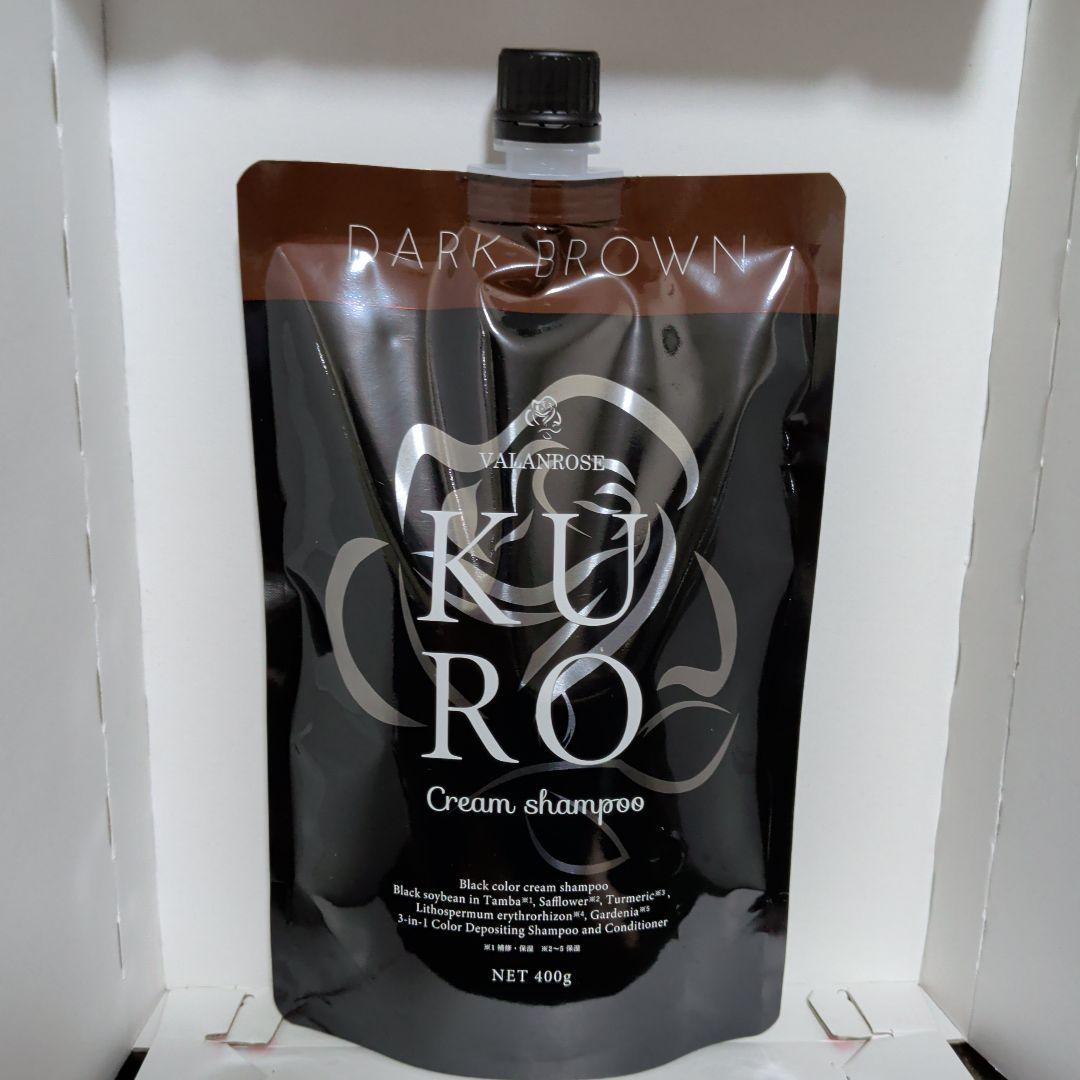 DARK BROWN
VALANROSE
KU
RO
Cream shampoo
Black color cream shampoo
Black soybean in Tamba※1, Safflower※2, Turmeric※3,
Lithospermum erythrorhizon※4, Gardenia※5
3-in-1 Color Depositing Shampoo and Conditioner
※1 補修・保湿 ※2～5 保湿
NET 400g